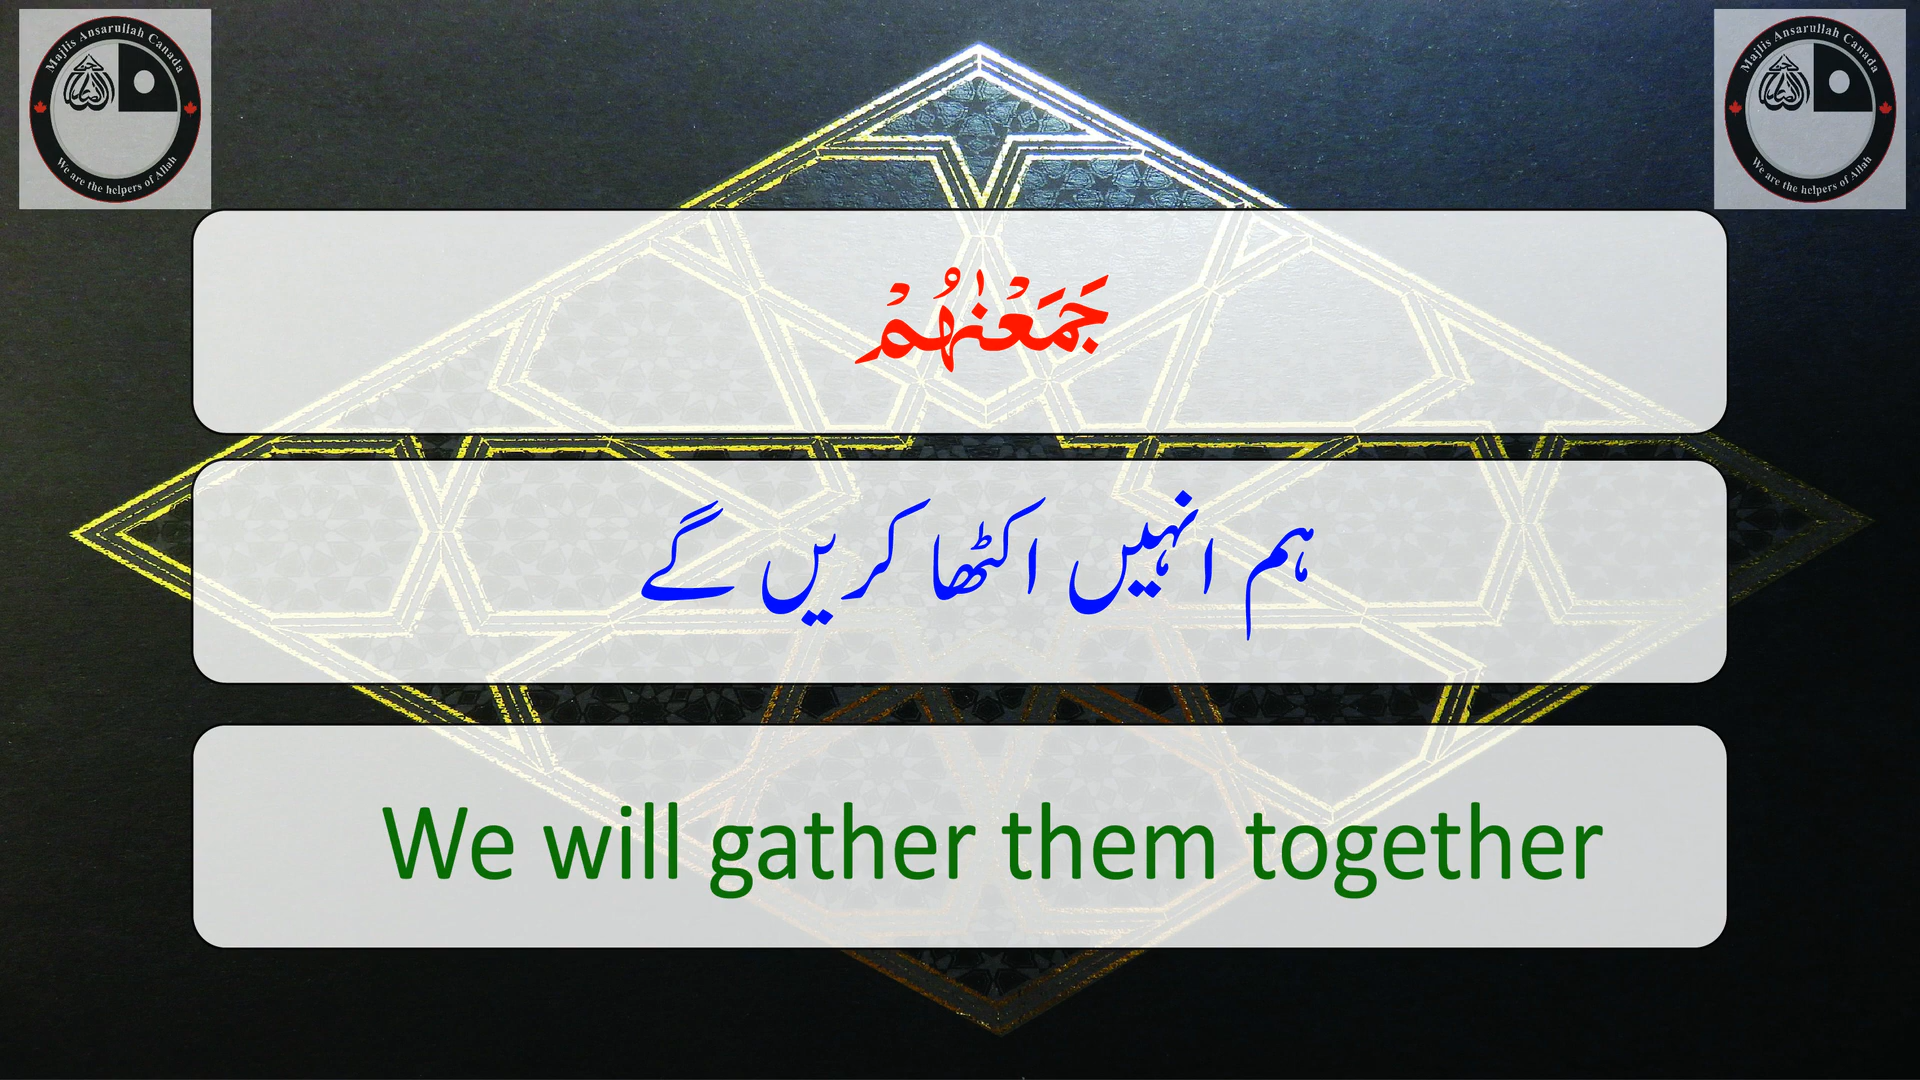 Majlis Ansarullah Canada
We are the helpers of Allah
Majlis Ansarullah Canada
We are the helpers of Allah
جَمَعْنٰهُمْ
ہم انہیں اکٹھا کریں گے
We will gather them together